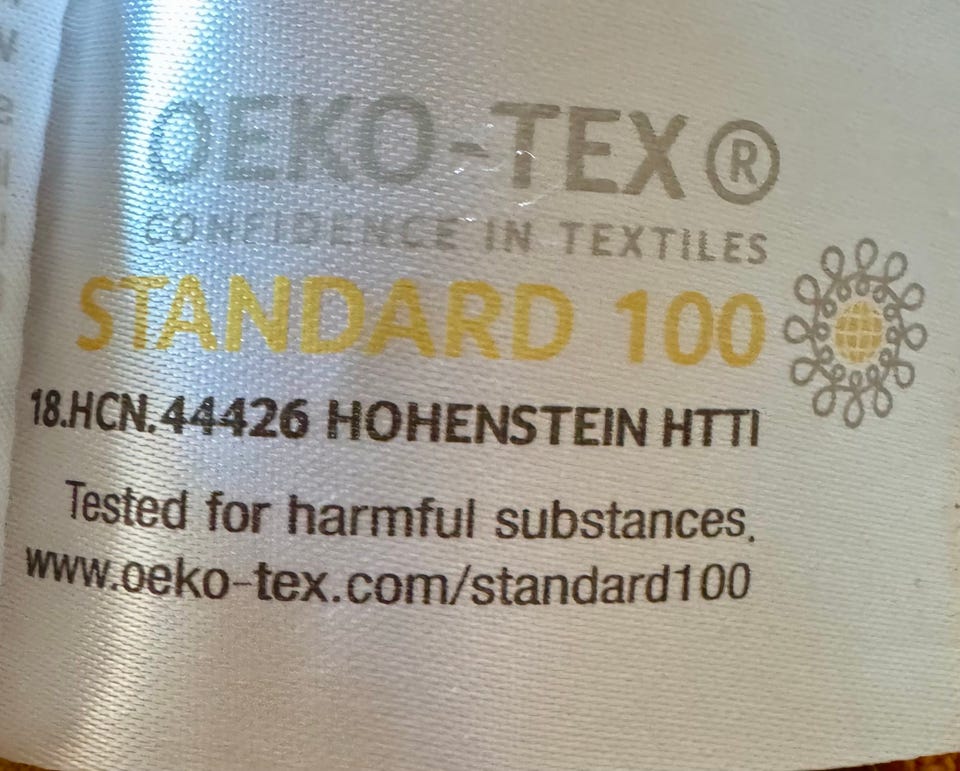 OEKO-TEX®
CONFIDENCE IN TEXTILES
STANDARD 100
18.HCN.44426 HOHENSTEIN HTTI
Tested for harmful substances.
www.oeko-tex.com/standard100